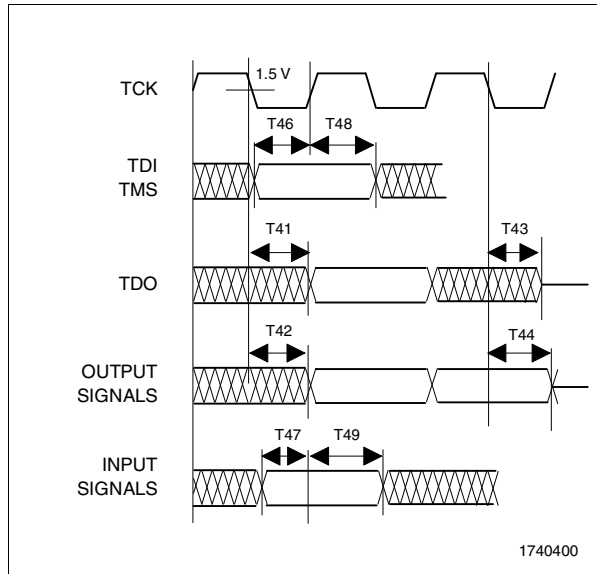 TCK
1.5 V
T46
T48
TDI
TMS
T41
T43
TDO
T42
T44
OUTPUT
SIGNALS
T47
T49
INPUT
SIGNALS
1740400